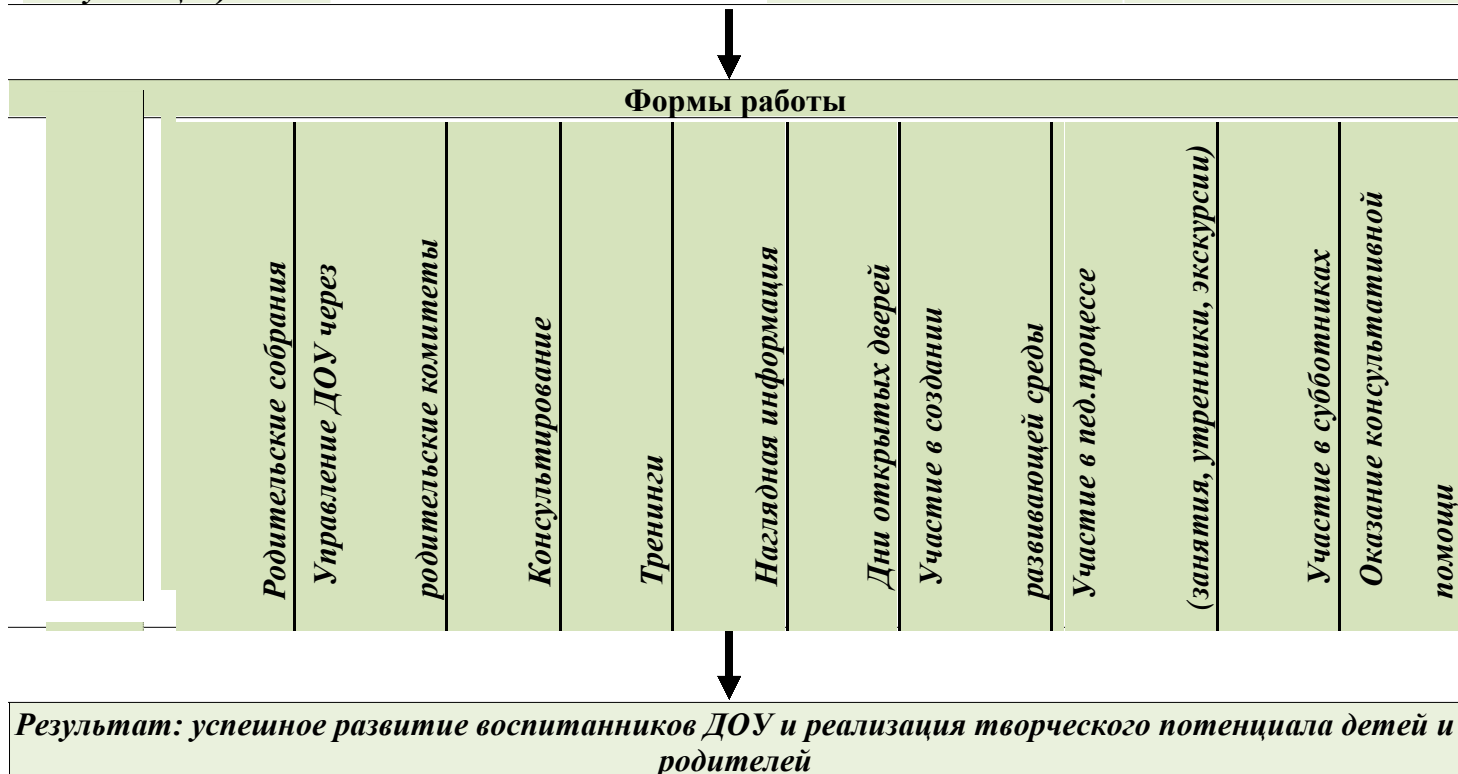 Формы работы
Родительские собрания
Управление ДОУ через
родительские комитеты
Консультирование
Тренинги
Наглядная информация
Дни открытых дверей
Участие в создании
развивающей среды
Участие в пед.процессе
(занятия, утренники, экскурсии)
Участие в субботниках
Оказание консультативной
помощи
Результат: успешное развитие воспитанников ДОУ и реализация творческого потенциала детей и
родителей